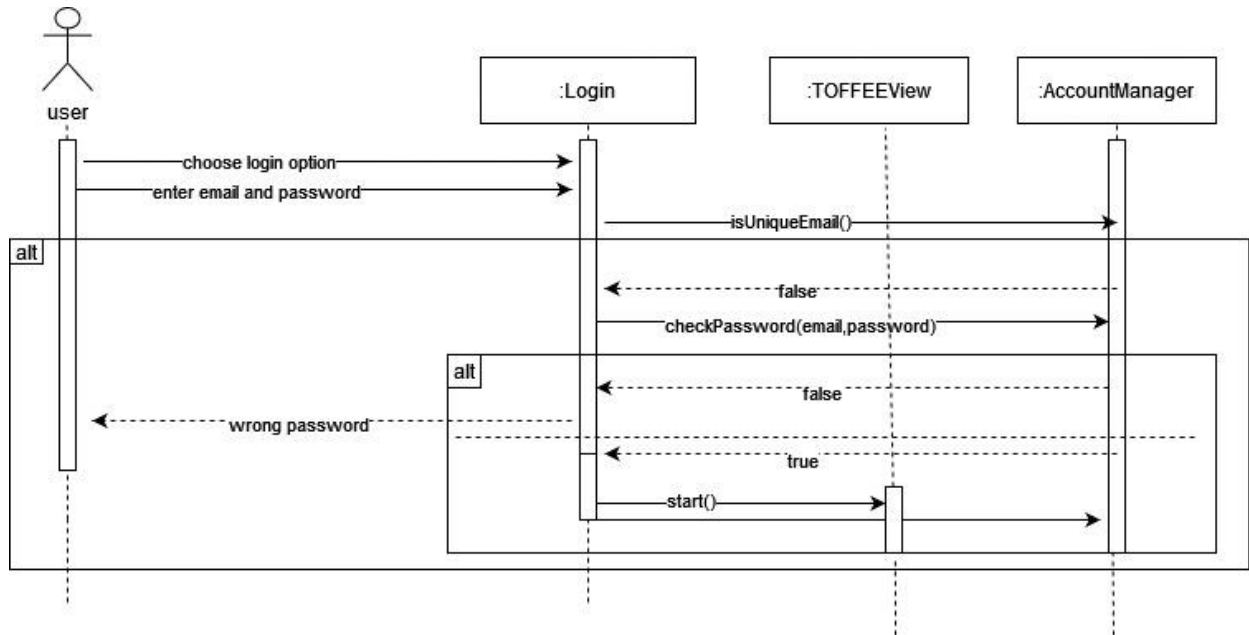 user
:Login
:TOFFEEView
:AccountManager
choose login option
enter email and password
isUniqueEmail()
alt
false
checkPassword(email,password)
alt
false
wrong password
true
start()